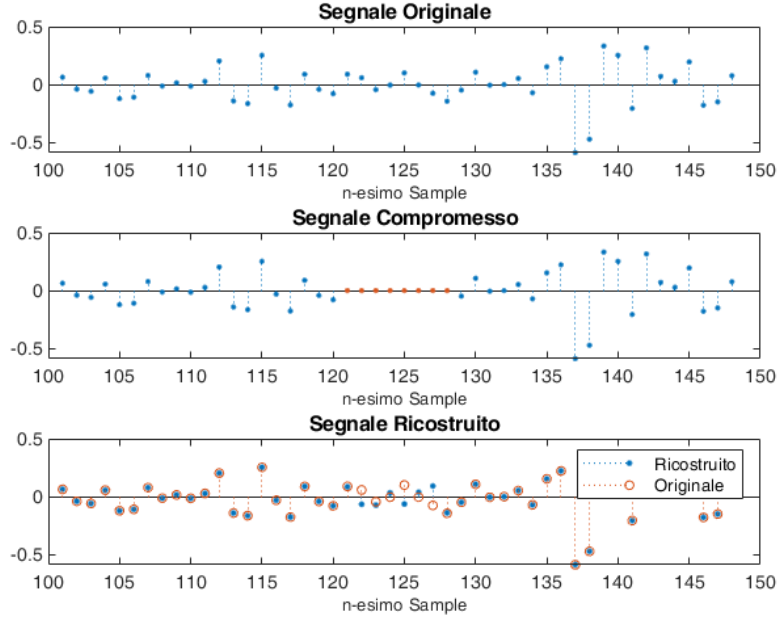 Segnale Originale
0.5
0
-0.5
100 105 110 115 120 125 130 135 140 145 150
n-esimo Sample
Segnale Compromesso
0.5
0
-0.5
100 105 110 115 120 125 130 135 140 145 150
n-esimo Sample
Segnale Ricostruito
0.5
Ricostruito
Originale
0
-0.5
100 105 110 115 120 125 130 135 140 145 150
n-esimo Sample